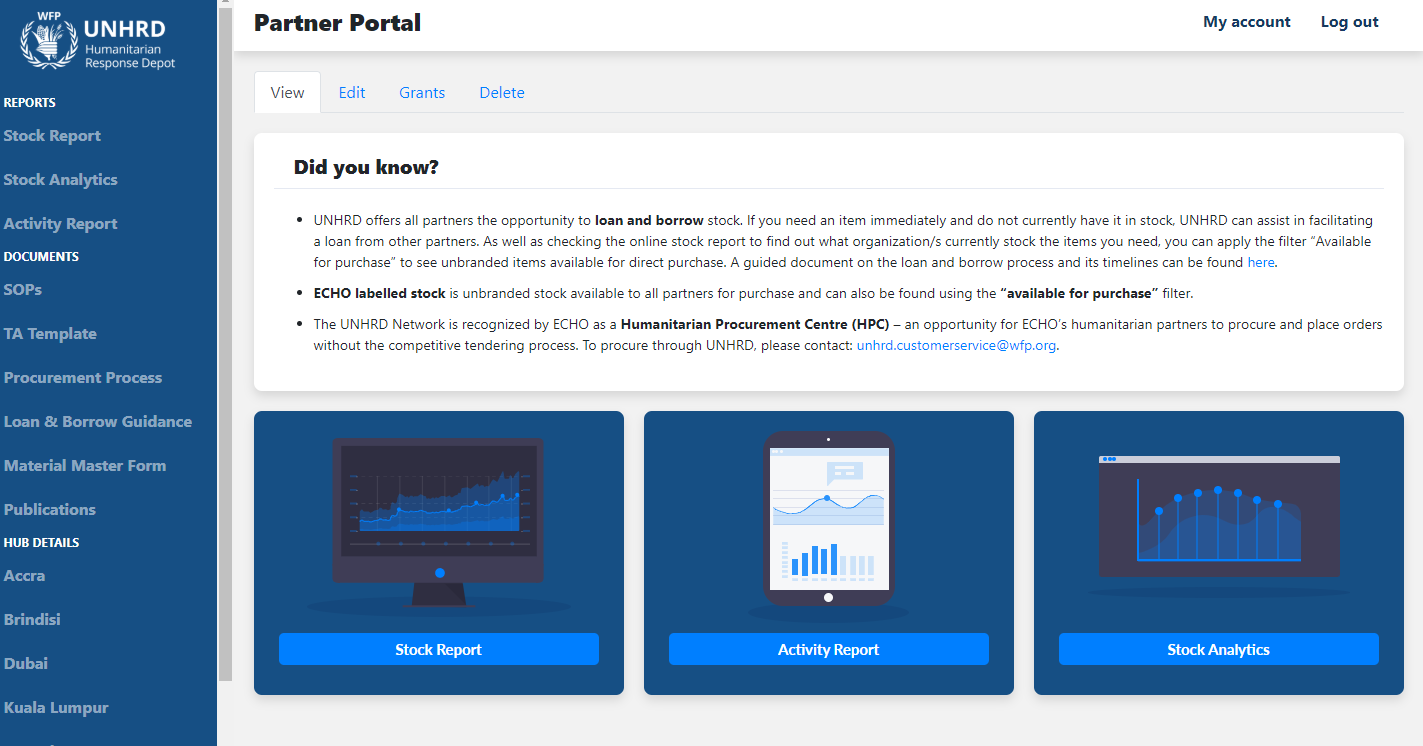 WFP
UNHRD
Humanitarian
Response Depot
REPORTS
Stock Report
Stock Analytics
Activity Report
DOCUMENTS
SOPs
TA Template
Procurement Process
Loan & Borrow Guidance
Material Master Form
Publications
HUB DETAILS
Accra
Brindisi
Dubai
Kuala Lumpur
Partner Portal
My account
Log out
View
Edit
Grants
Delete
Did you know?
• UNHRD offers all partners the opportunity to loan and borrow stock. If you need an item immediately and do not currently have it in stock, UNHRD can assist in facilitating
a loan from other partners. As well as checking the online stock report to find out what organization/s currently stock the items you need, you can apply the filter “Available
for purchase” to see unbranded items available for direct purchase. A guided document on the loan and borrow process and its timelines can be found here.
• ECHO labelled stock is unbranded stock available to all partners for purchase and can also be found using the “available for purchase” filter.
• The UNHRD Network is recognized by ECHO as a Humanitarian Procurement Centre (HPC) – an opportunity for ECHO’s humanitarian partners to procure and place orders
without the competitive tendering process. To procure through UNHRD, please contact: unhrd.customerservice@wfp.org.
Stock Report
Activity Report
Stock Analytics